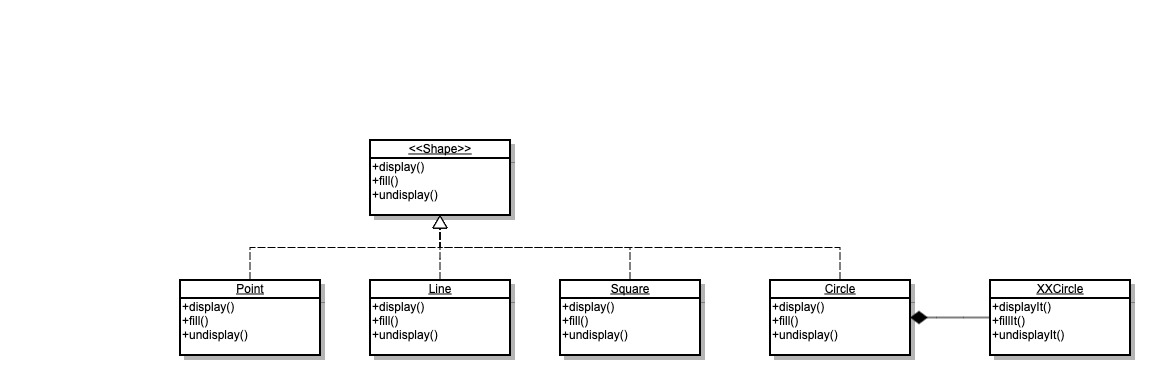 <<Shape>>
+display()
+fill()
+undisplay()
Point
+display()
+fill()
+undisplay()
Line
+display()
+fill()
+undisplay()
Square
+display()
+fill()
+undisplay()
Circle
+display()
+fill()
+undisplay()
XXCircle
+displayIt()
+fillIt()
+undisplayIt()